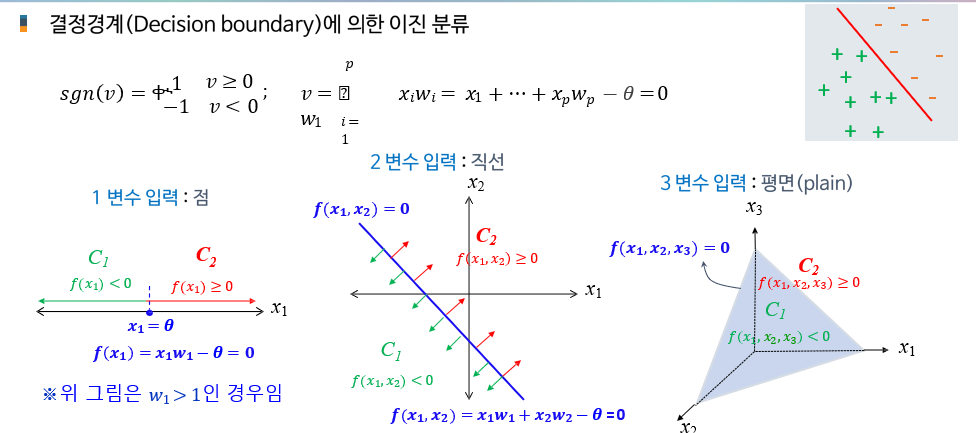 결정경계(Decision boundary)에 의한 이진 분류
sgn(v) = +1 v ≥ 0
−1 v < 0 ;
p
v = x_i w_i = x_1 + ⋯ + x_p w_p − θ = 0
w_1 i=
1
1 변수 입력 : 점
C_1 C_2
f(x_1) < 0 f(x_1) ≥ 0
x_1
x_1 = θ
f(x_1) = x_1w_1 − θ = 0
※위 그림은 w_1 > 1인 경우임
2 변수 입력 : 직선
x_2
f(x_1, x_2) = 0
C_2
f(x_1, x_2) ≥ 0
x_1
C_1
f(x_1, x_2) < 0
f(x_1, x_2) = x_1w_1 + x_2w_2 − θ = 0
3 변수 입력 : 평면(plain)
x_3
f(x_1, x_2, x_3) = 0
C_2
f(x_1, x_2, x_3) ≥ 0
C_1
f(x_1, x_2, x_3) < 0
x_1
x_2